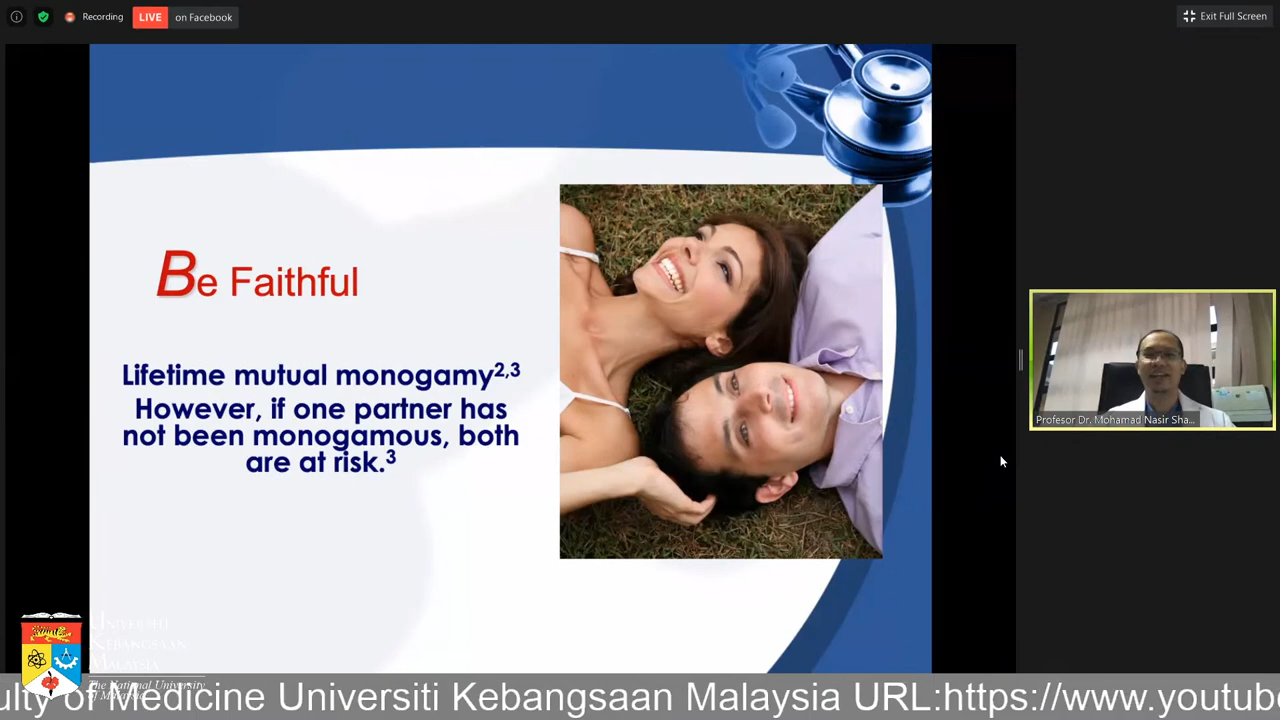 Recording
LIVE
on Facebook
Exit Full Screen
Be Faithful
Lifetime mutual monogamy2,3
However, if one partner has
not been monogamous, both
are at risk.3
Profesor Dr. Mohamad Nasir Sha...
UNIVERSITI
KEBANGSAAN
MALAYSIA
The National University
of Malaysia
culty of Medicine Universiti Kebangsaan Malaysia URL:https://www.youtub